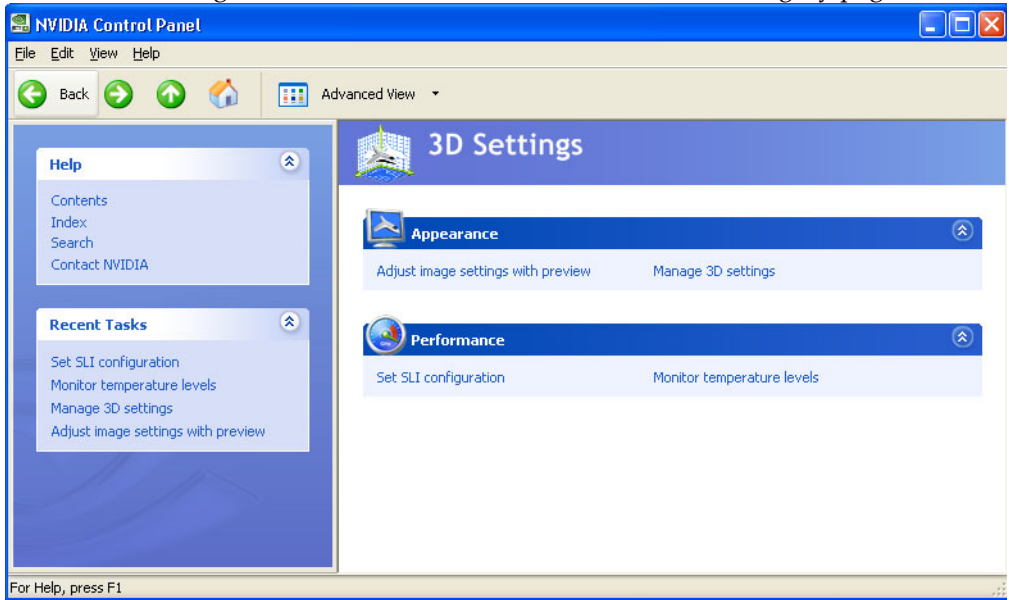 NVIDIA Control Panel
File Edit View Help
Back Advanced View
Help
Contents
Index
Search
Contact NVIDIA
Recent Tasks
Set SLI configuration
Monitor temperature levels
Manage 3D settings
Adjust image settings with preview
3D Settings
Appearance
Adjust image settings with preview Manage 3D settings
Performance
Set SLI configuration Monitor temperature levels
For Help, press F1